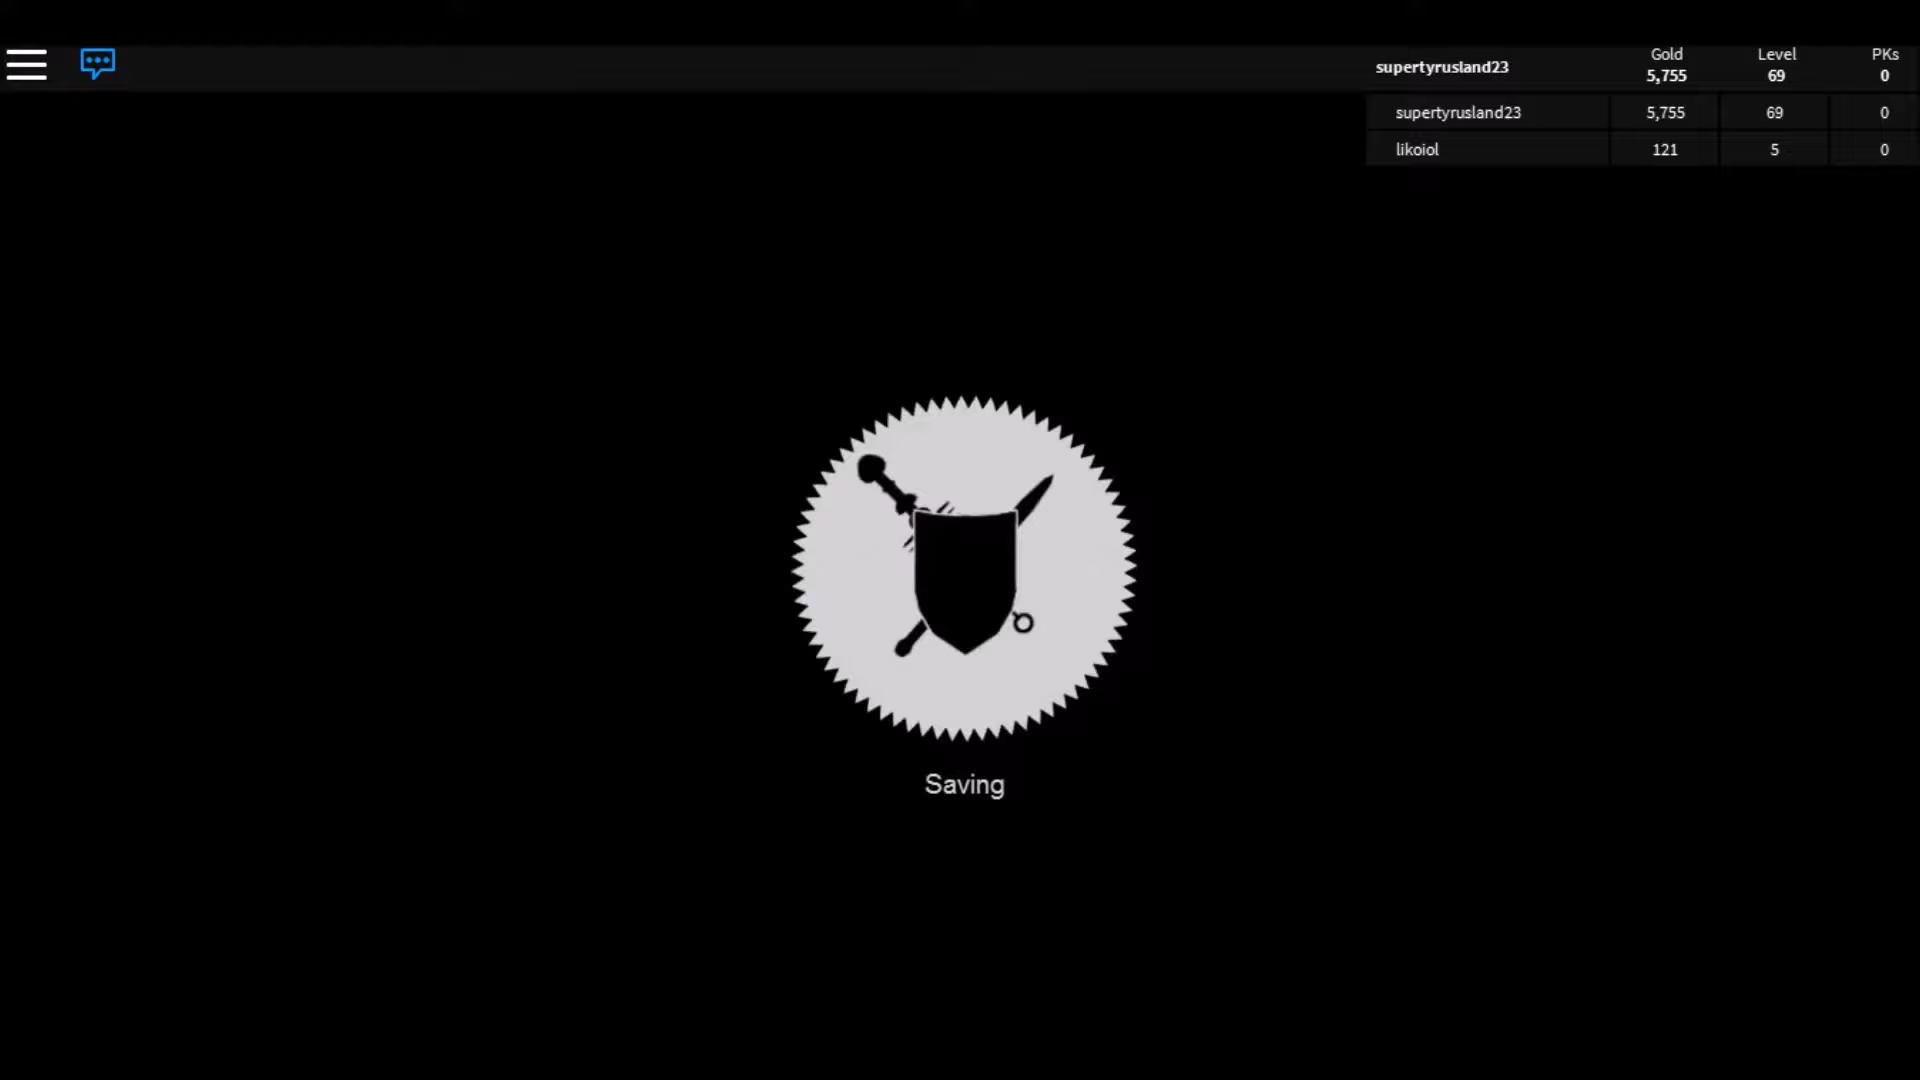 Gold Level PKs
supertyrusland23 5,755 69 0
supertyrusland23 5,755 69 0
likoiol 121 5 0
Saving